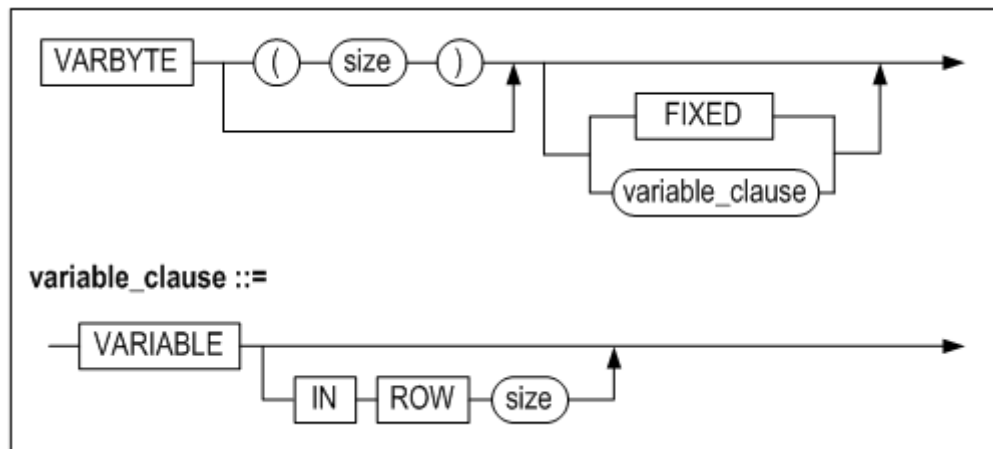 VARBYTE ( size )
FIXED
variable_clause
variable_clause ::=
VARIABLE
IN ROW size